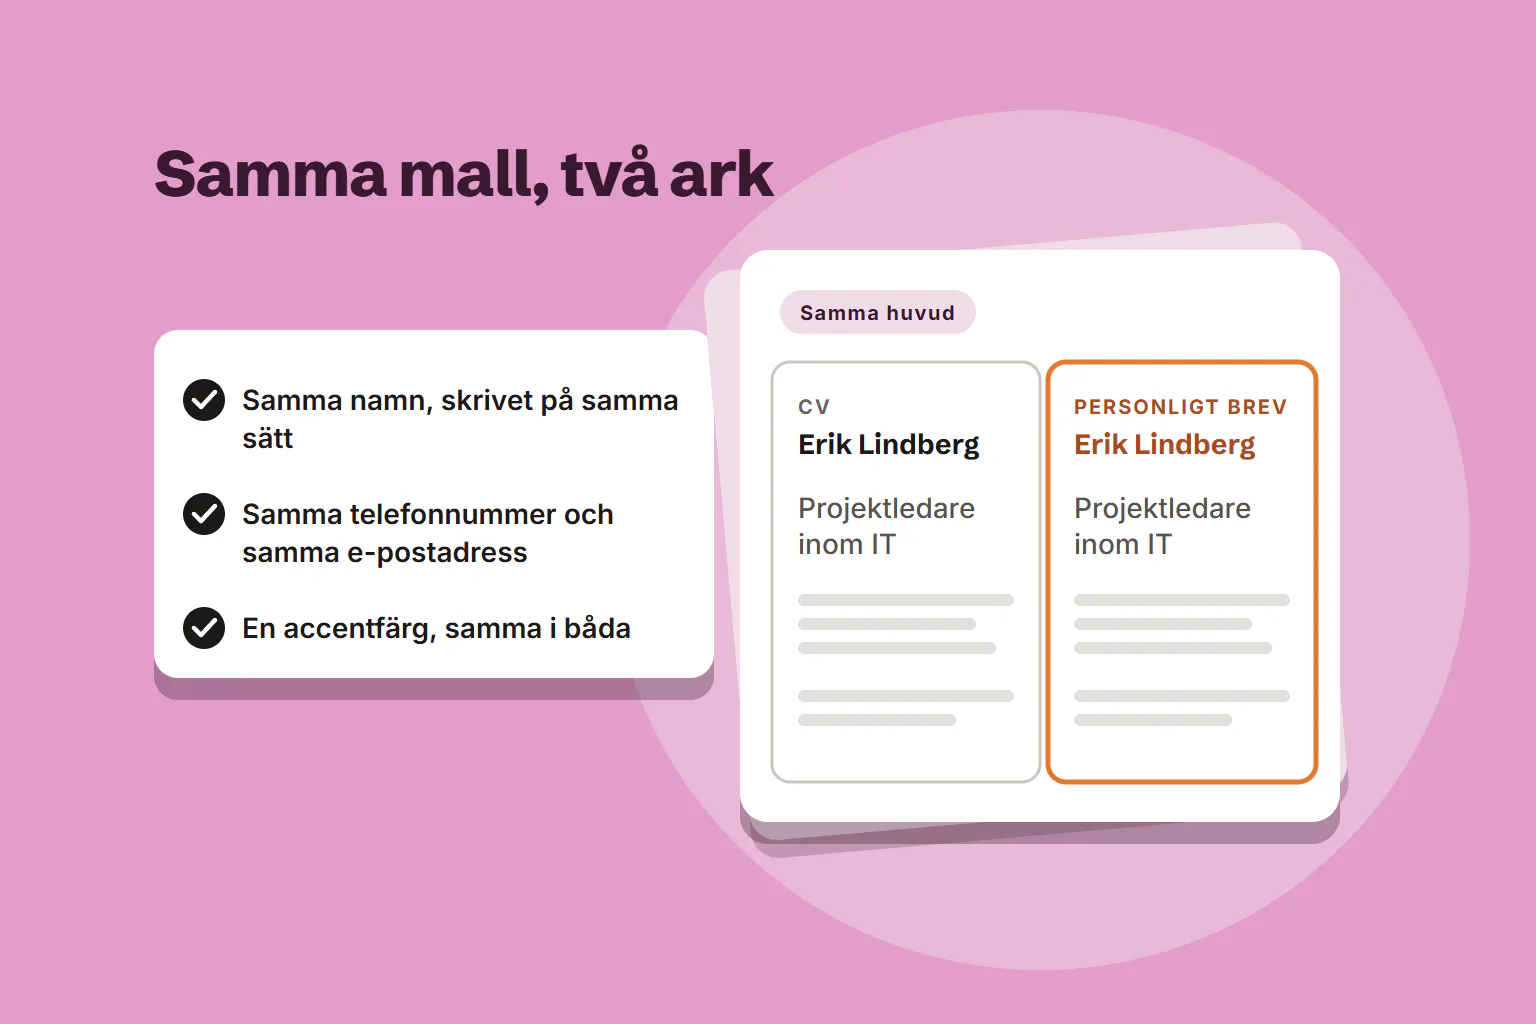 Samma mall, två ark
Samma namn, skrivet på samma
sätt
Samma telefonnummer och
samma e-postadress
En accentfärg, samma i båda
Samma huvud
CV
Erik Lindberg
Projektledare
inom IT
PERSONLIGT BREV
Erik Lindberg
Projektledare
inom IT